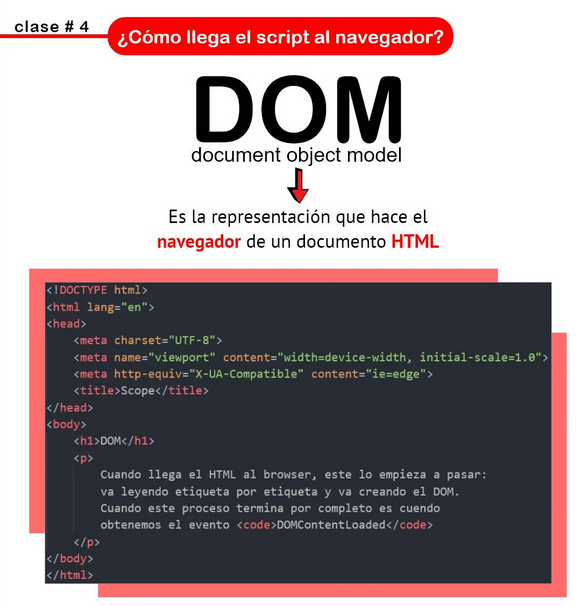 clase # 4
¿Cómo llega el script al navegador?
DOM
document object model
Es la representación que hace el
navegador de un documento HTML
<!DOCTYPE html>
<html lang="en">
<head>
    <meta charset="UTF-8">
    <meta name="viewport" content="width=device-width, initial-scale=1.0">
    <meta http-equiv="X-UA-Compatible" content="ie=edge">
    <title>Scope</title>
</head>
<body>
    <h1>DOM</h1>
    <p>
        Cuando llega el HTML al browser, este lo empieza a pasar:
        va leyendo etiqueta por etiqueta y va creando el DOM.
        Cuando este proceso termina por completo es cuendo
        obtenemos el evento <code>DOMContentLoaded</code>
    </p>
</body>
</html>